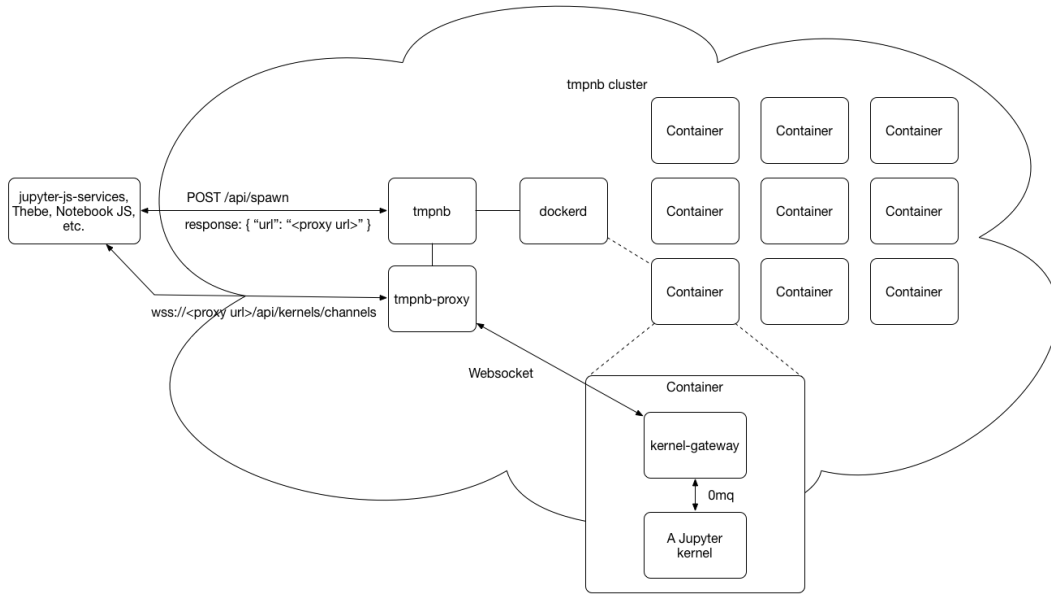 tmpnb cluster
Container
Container
Container
jupyter-js-services,
Thebe, Notebook JS,
etc.
POST /api/spawn
response: { “url”: “<proxy url>” }
tmpnb
dockerd
Container
Container
Container
tmpnb-proxy
wss://<proxy url>/api/kernels/channels
Container
Container
Container
Websocket
Container
kernel-gateway
0mq
A Jupyter
kernel